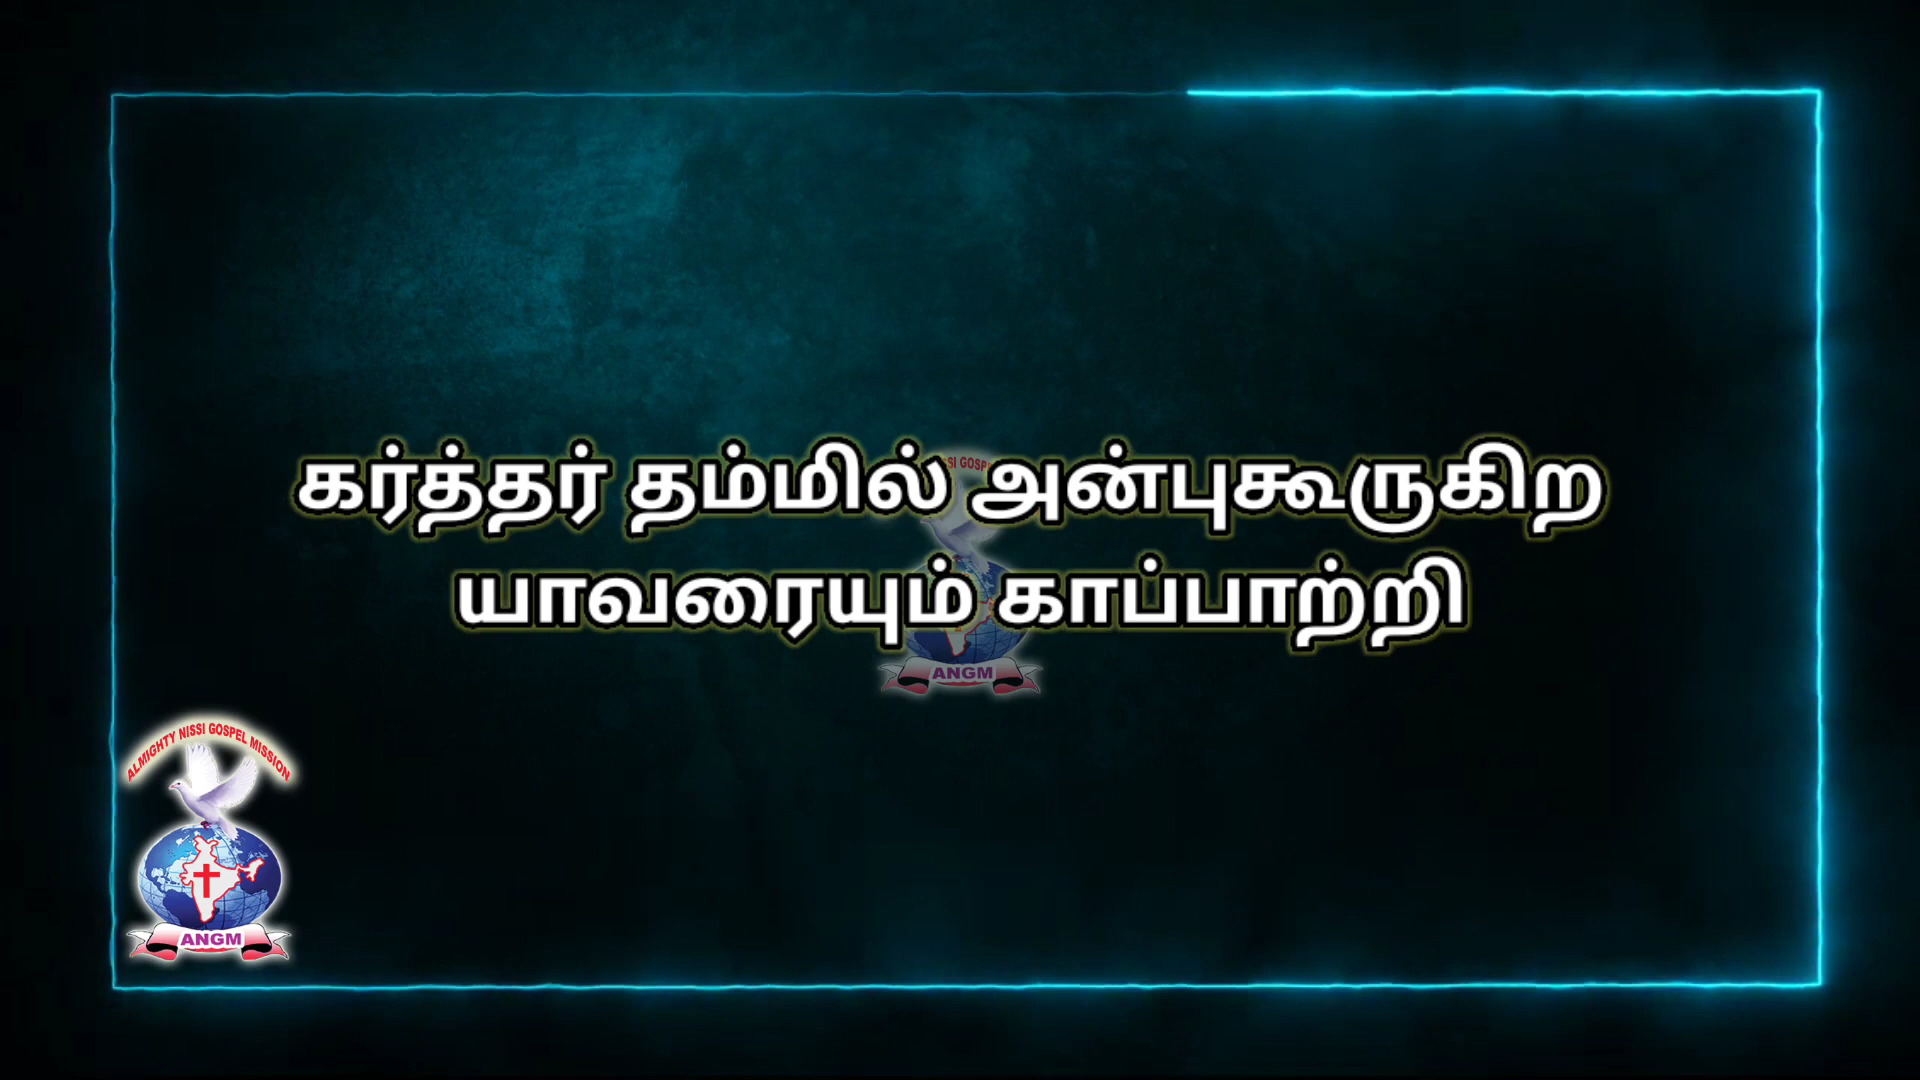 கர்த்தர் தம்மில் அன்புகூருகிற
யாவரையும் காப்பாற்றி
ANGM
ALMIGHTY NISSI GOSPEL MISSION
ANGM